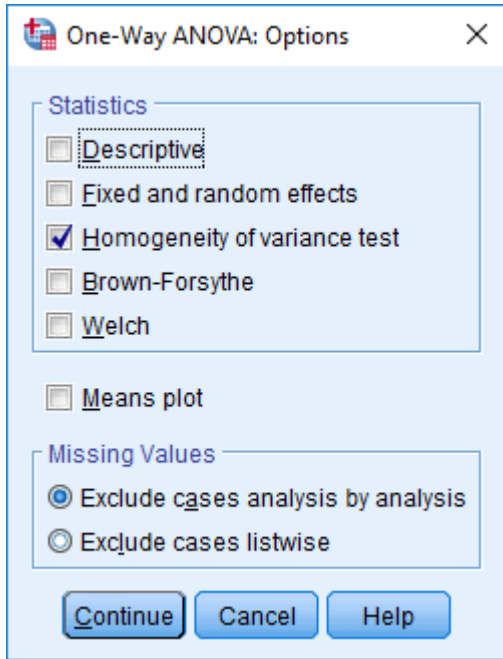 One-Way ANOVA: Options
Statistics
Descriptive
Fixed and random effects
Homogeneity of variance test
Brown-Forsythe
Welch
Means plot
Missing Values
Exclude cases analysis by analysis
Exclude cases listwise
Continue Cancel Help